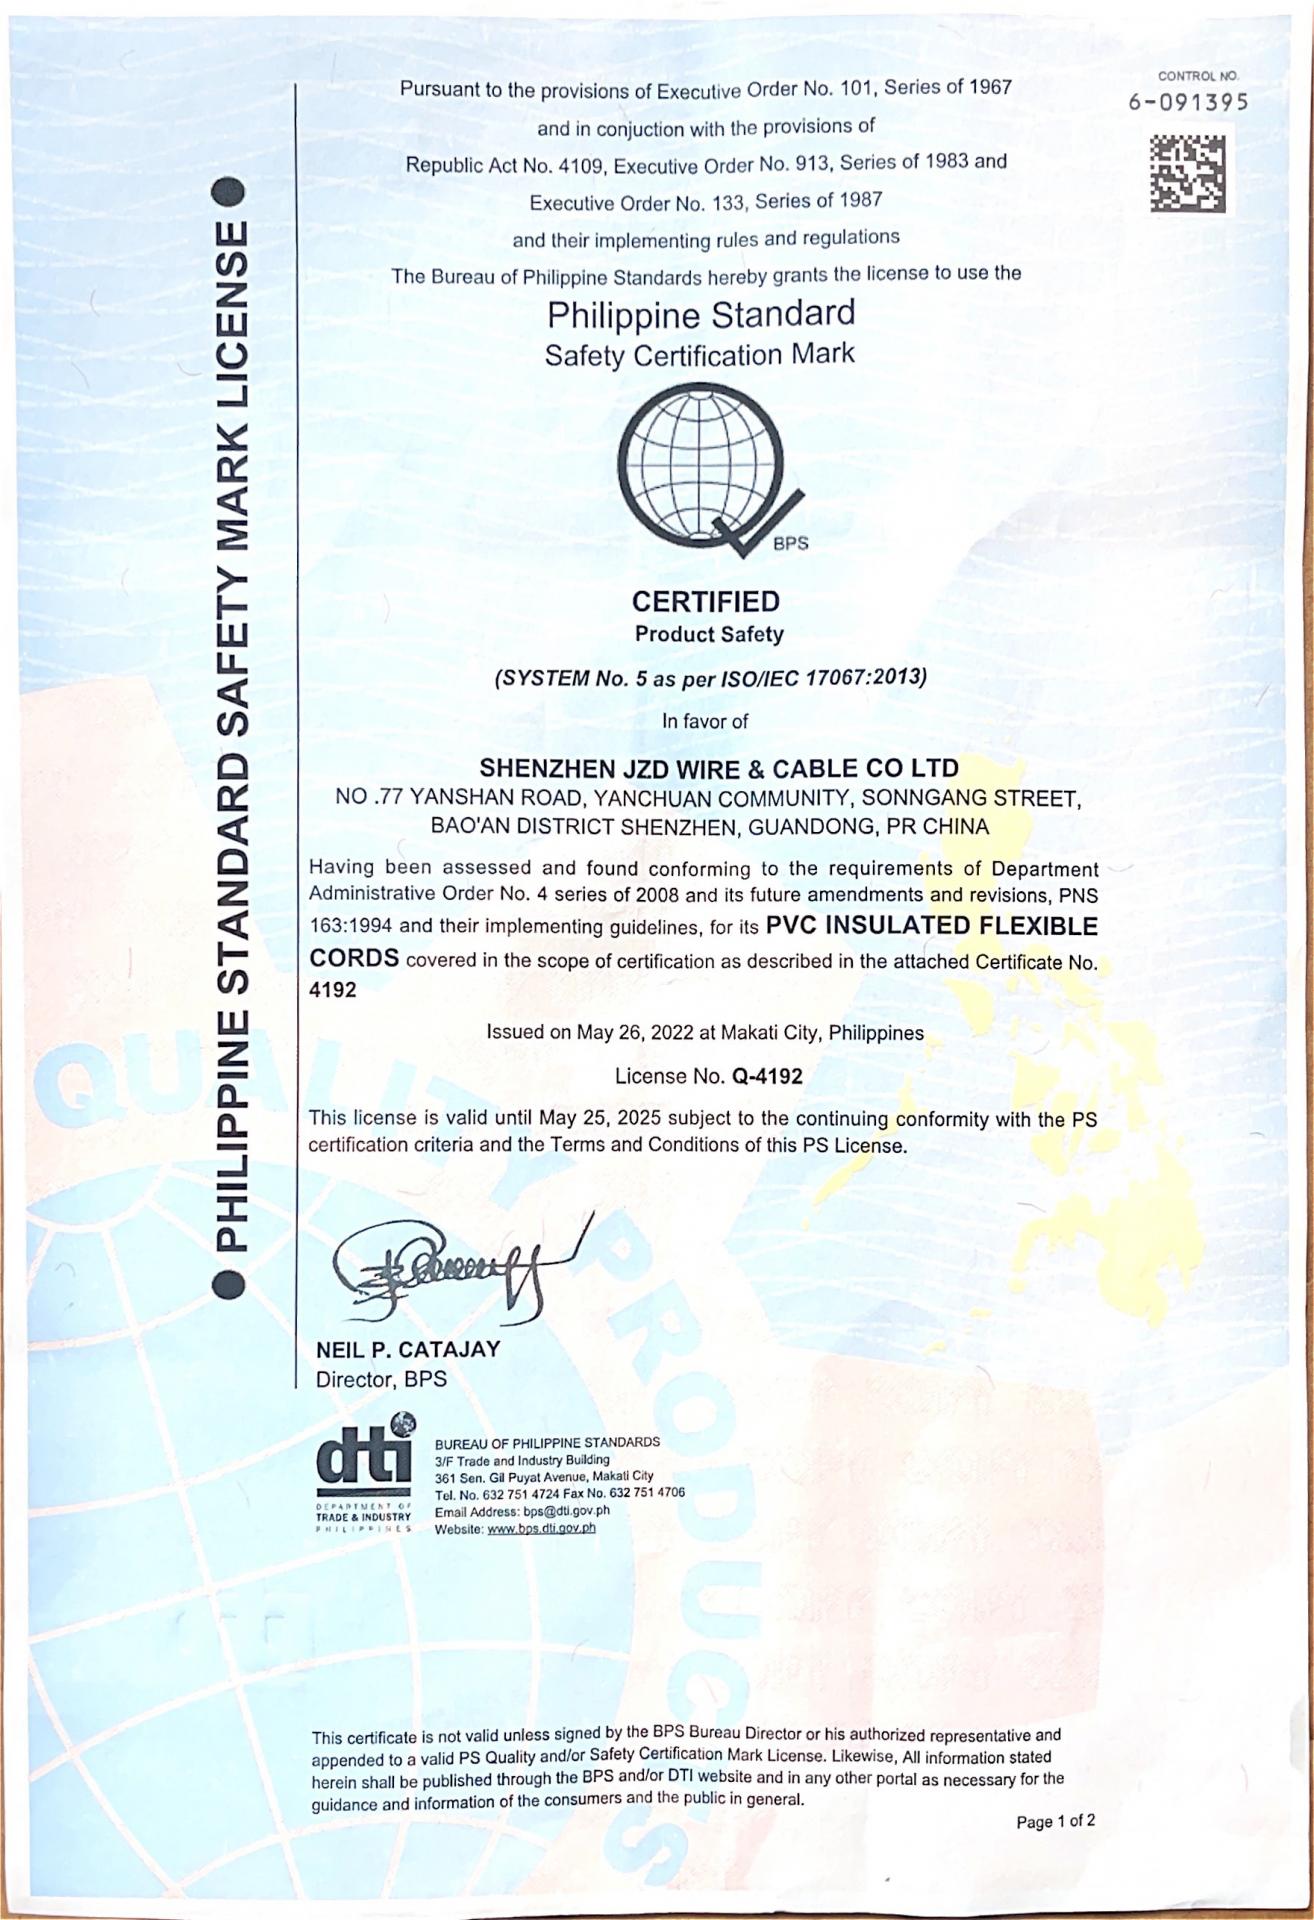 CONTROL NO.
6-091395
Pursuant to the provisions of Executive Order No. 101, Series of 1967
and in conjuction with the provisions of
Republic Act No. 4109, Executive Order No. 913, Series of 1983 and
Executive Order No. 133, Series of 1987
and their implementing rules and regulations
The Bureau of Philippine Standards hereby grants the license to use the
Philippine Standard
Safety Certification Mark
BPS
CERTIFIED
Product Safety
(SYSTEM No. 5 as per ISO/IEC 17067:2013)
In favor of
SHENZHEN JZD WIRE & CABLE CO LTD
NO .77 YANSHAN ROAD, YANCHUAN COMMUNITY, SONNGANG STREET,
BAO'AN DISTRICT SHENZHEN, GUANDONG, PR CHINA
Having been assessed and found conforming to the requirements of Department
Administrative Order No. 4 series of 2008 and its future amendments and revisions, PNS
163:1994 and their implementing guidelines, for its PVC INSULATED FLEXIBLE
CORDS covered in the scope of certification as described in the attached Certificate No.
4192
Issued on May 26, 2022 at Makati City, Philippines
License No. Q-4192
This license is valid until May 25, 2025 subject to the continuing conformity with the PS
certification criteria and the Terms and Conditions of this PS License.
NEIL P. CATAJAY
Director, BPS
dti
DEPARTMENT OF
TRADE & INDUSTRY
PHILIPPINES
BUREAU OF PHILIPPINE STANDARDS
3/F Trade and Industry Building
361 Sen. Gil Puyat Avenue, Makati City
Tel. No. 632 751 4724 Fax No. 632 751 4706
Email Address: bps@dti.gov.ph
Website: www.bps.dti.gov.ph
This certificate is not valid unless signed by the BPS Bureau Director or his authorized representative and
appended to a valid PS Quality and/or Safety Certification Mark License. Likewise, All information stated
herein shall be published through the BPS and/or DTI website and in any other portal as necessary for the
guidance and information of the consumers and the public in general.
Page 1 of 2
● PHILIPPINE STANDARD SAFETY MARK LICENSE ●
QUALITY PRODUCTS